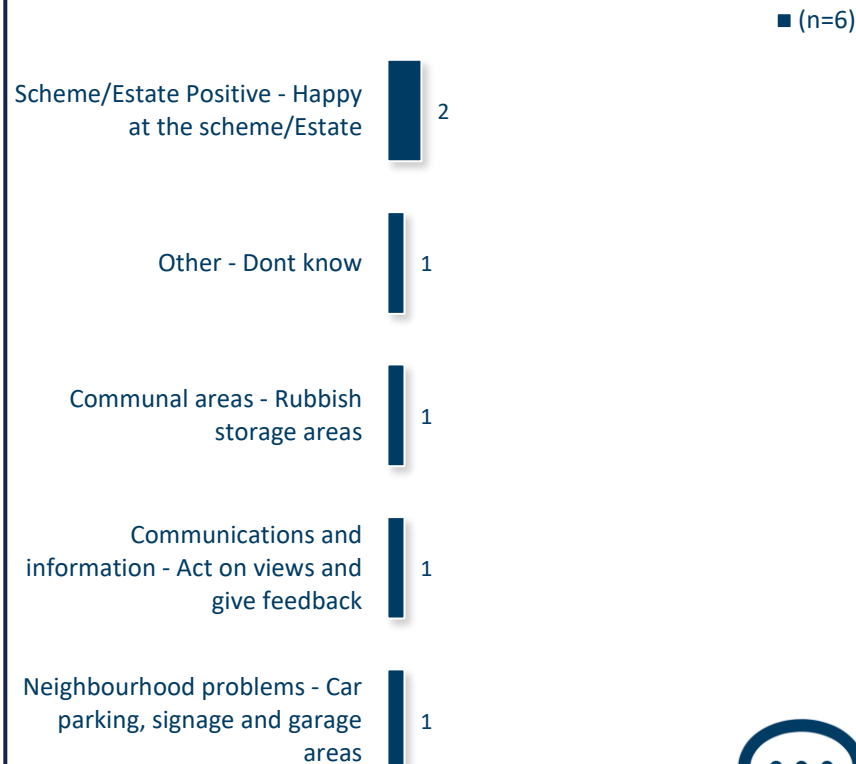 (n=6)
Scheme/Estate Positive - Happy
at the scheme/Estate
2
Other - Dont know
1
Communal areas - Rubbish
storage areas
1
Communications and
information - Act on views and
give feedback
1
Neighbourhood problems - Car
parking, signage and garage
areas
1